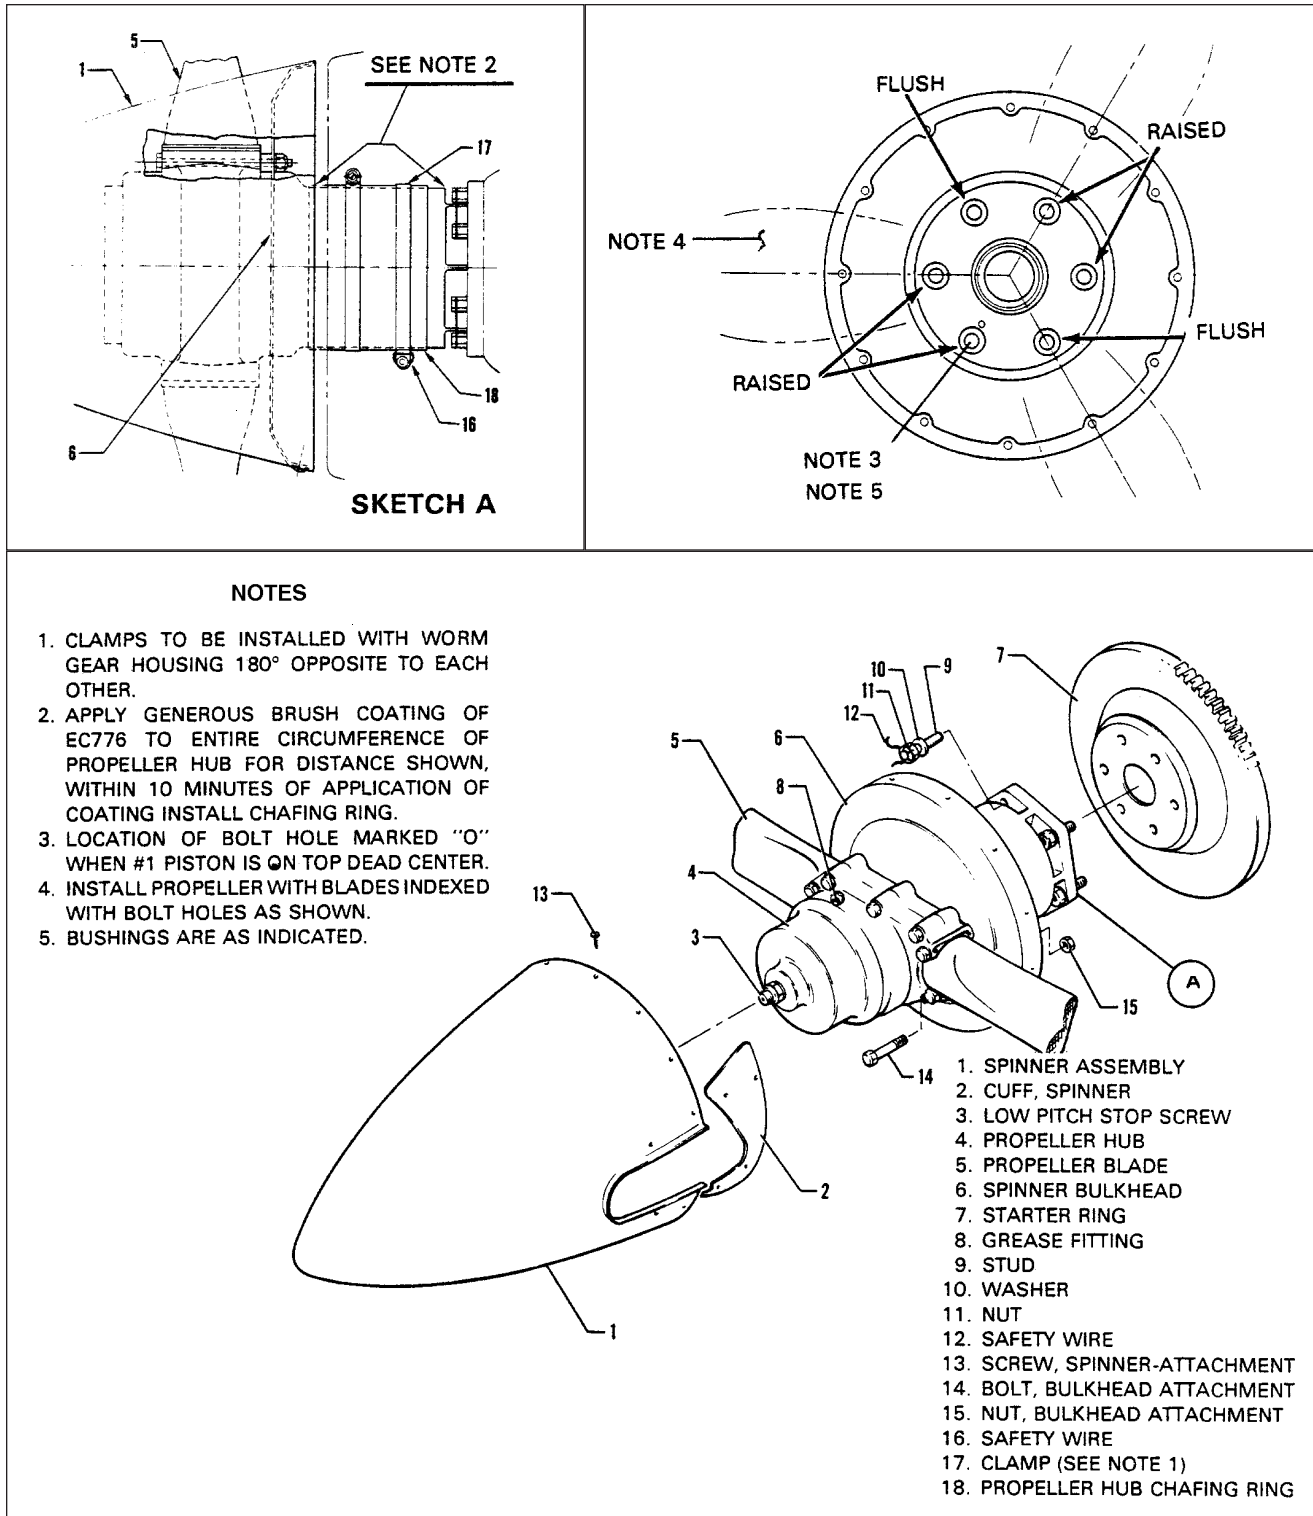 5
1
SEE NOTE 2
17
18
16
6
SKETCH A
FLUSH
RAISED
NOTE 4
FLUSH
RAISED
NOTE 3
NOTE 5
NOTES
1. CLAMPS TO BE INSTALLED WITH WORM
GEAR HOUSING 180° OPPOSITE TO EACH
OTHER.
2. APPLY GENEROUS BRUSH COATING OF
EC776 TO ENTIRE CIRCUMFERENCE OF
PROPELLER HUB FOR DISTANCE SHOWN,
WITHIN 10 MINUTES OF APPLICATION OF
COATING INSTALL CHAFING RING.
3. LOCATION OF BOLT HOLE MARKED "O"
WHEN #1 PISTON IS ON TOP DEAD CENTER.
4. INSTALL PROPELLER WITH BLADES INDEXED
WITH BOLT HOLES AS SHOWN.
5. BUSHINGS ARE AS INDICATED.
7
9
10
11
12
6
5
8
4
13
3
A
15
14
2
1
1. SPINNER ASSEMBLY
2. CUFF, SPINNER
3. LOW PITCH STOP SCREW
4. PROPELLER HUB
5. PROPELLER BLADE
6. SPINNER BULKHEAD
7. STARTER RING
8. GREASE FITTING
9. STUD
10. WASHER
11. NUT
12. SAFETY WIRE
13. SCREW, SPINNER-ATTACHMENT
14. BOLT, BULKHEAD ATTACHMENT
15. NUT, BULKHEAD ATTACHMENT
16. SAFETY WIRE
17. CLAMP (SEE NOTE 1)
18. PROPELLER HUB CHAFING RING